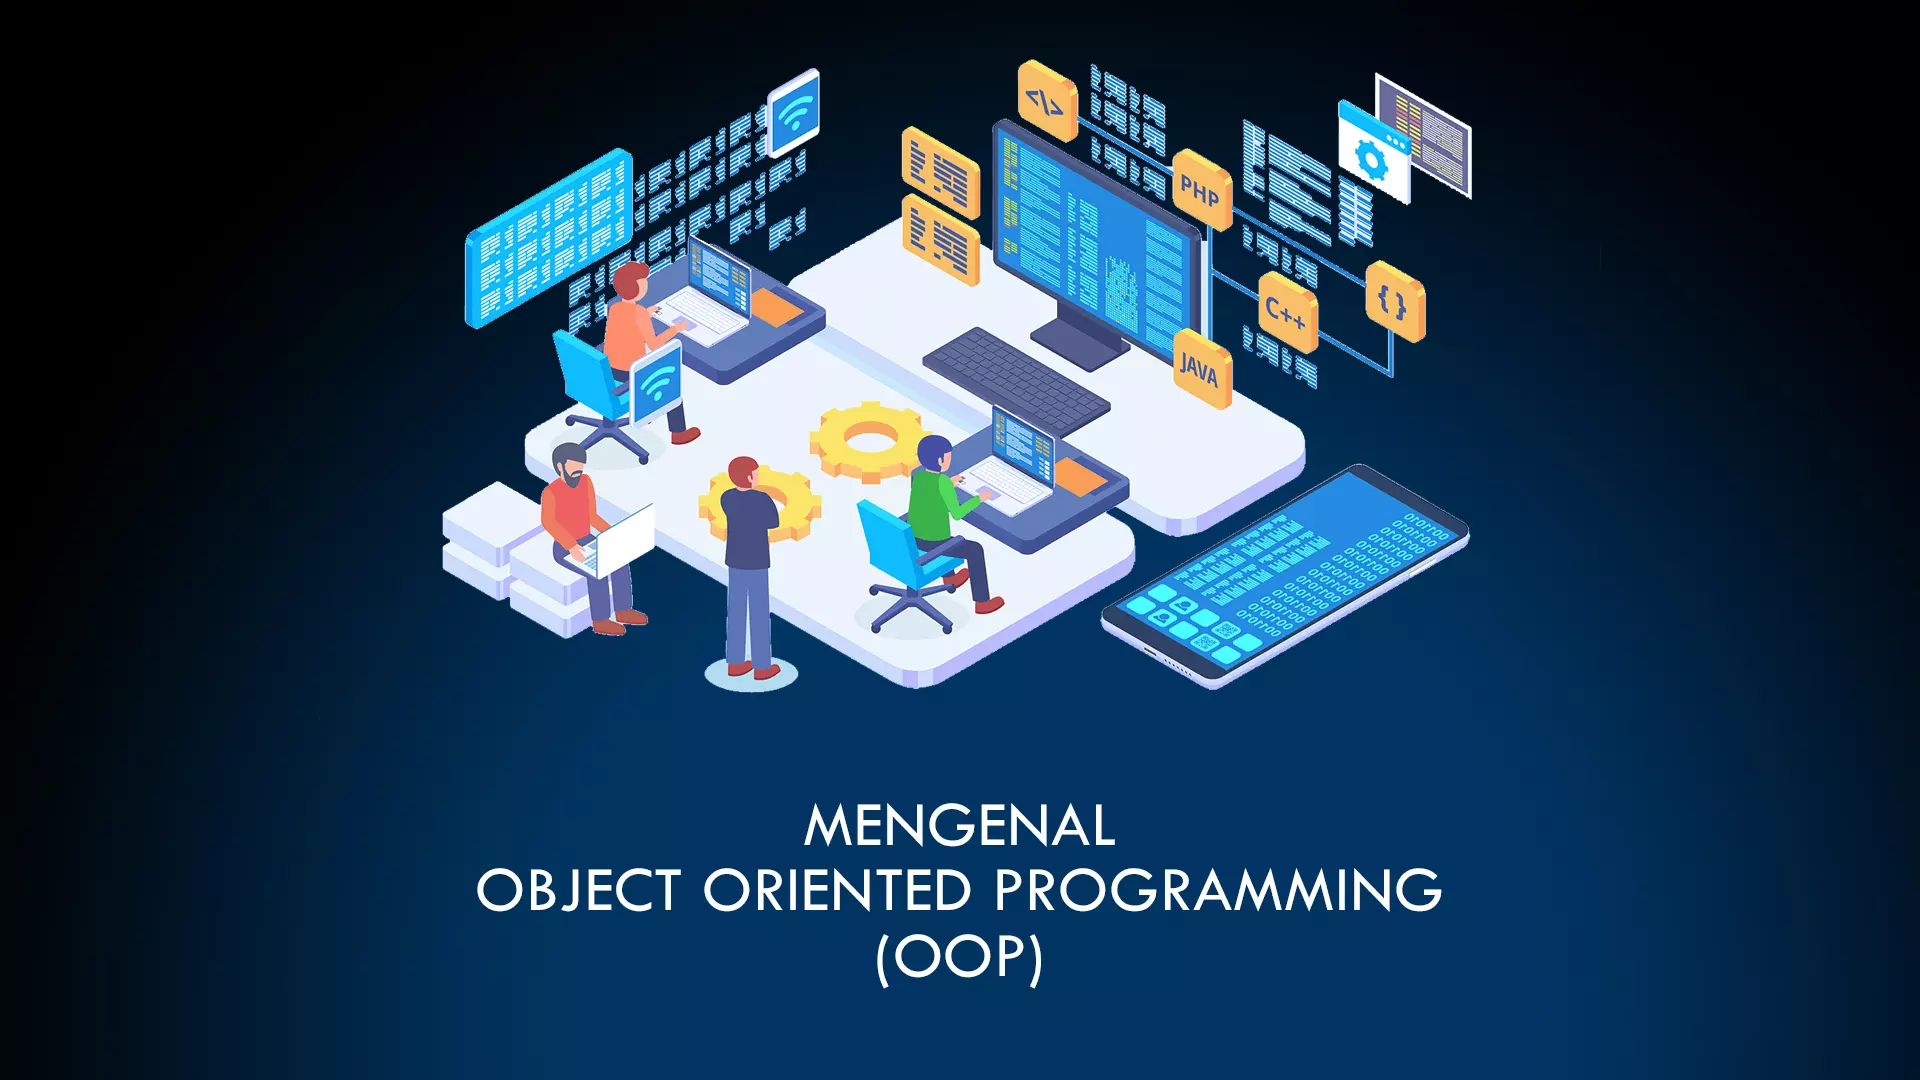 </>
PHP
C++
{}
JAVA
MENGENAL
OBJECT ORIENTED PROGRAMMING
(OOP)